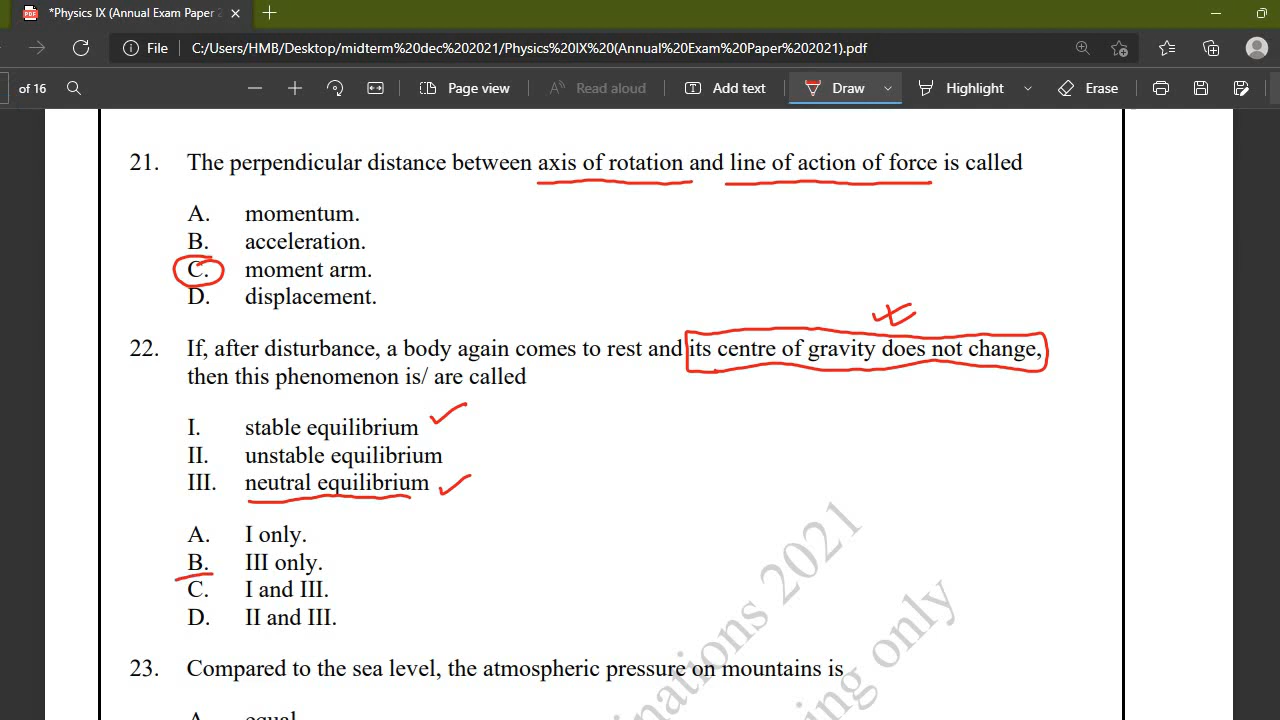 *Physics IX (Annual Exam Paper 2
File
C:/Users/HMB/Desktop/midterm%20dec%202021/Physics%20IX%20(Annual%20Exam%20Paper%202021).pdf
of 16
Page view
Read aloud
Add text
Draw
Highlight
Erase
21. The perpendicular distance between axis of rotation and line of action of force is called
A. momentum.
B. acceleration.
C. moment arm.
D. displacement.
22. If, after disturbance, a body again comes to rest and its centre of gravity does not change,
then this phenomenon is/ are called
I. stable equilibrium
II. unstable equilibrium
III. neutral equilibrium
A. I only.
B. III only.
C. I and III.
D. II and III.
23. Compared to the sea level, the atmospheric pressure on mountains is
A. equal
inations 2021
ing only